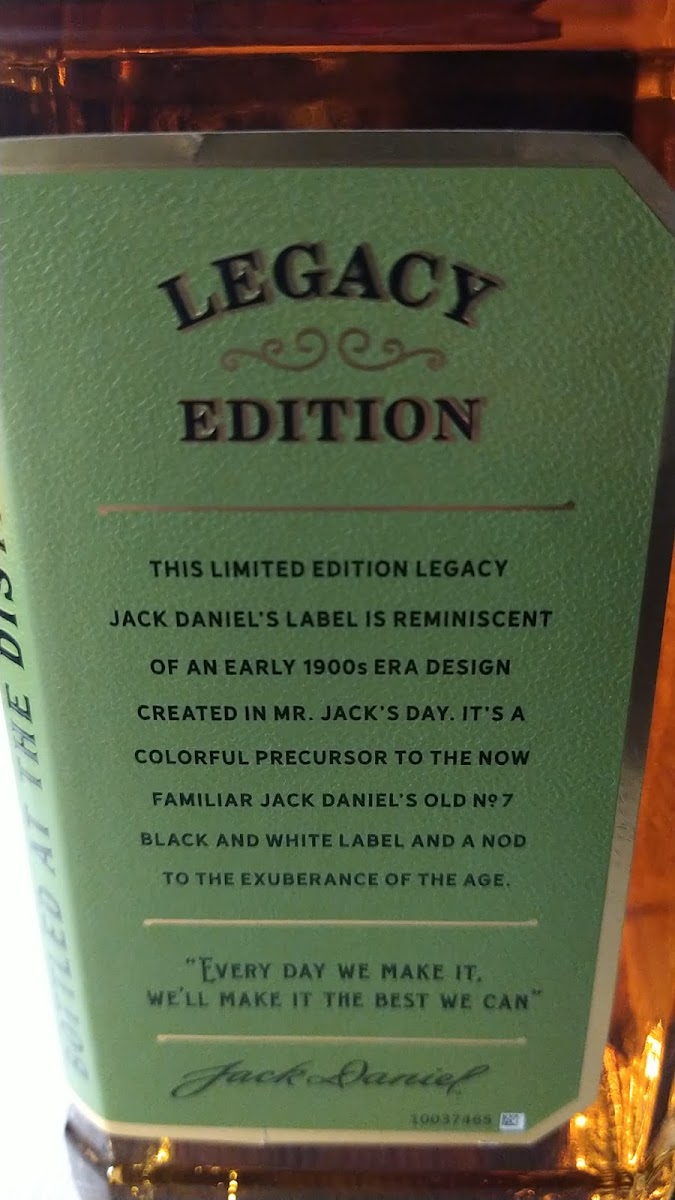 LEGACY
EDITION
THIS LIMITED EDITION LEGACY
JACK DANIEL'S LABEL IS REMINISCENT
OF AN EARLY 1900s ERA DESIGN
CREATED IN MR. JACK'S DAY. IT'S A
COLORFUL PRECURSOR TO THE NOW
FAMILIAR JACK DANIEL'S OLD Nº 7
BLACK AND WHITE LABEL AND A NOD
TO THE EXUBERANCE OF THE AGE.
"EVERY DAY WE MAKE IT,
WE'LL MAKE IT THE BEST WE CAN"
Jack Daniel
10037465
BOTTLED AT THE